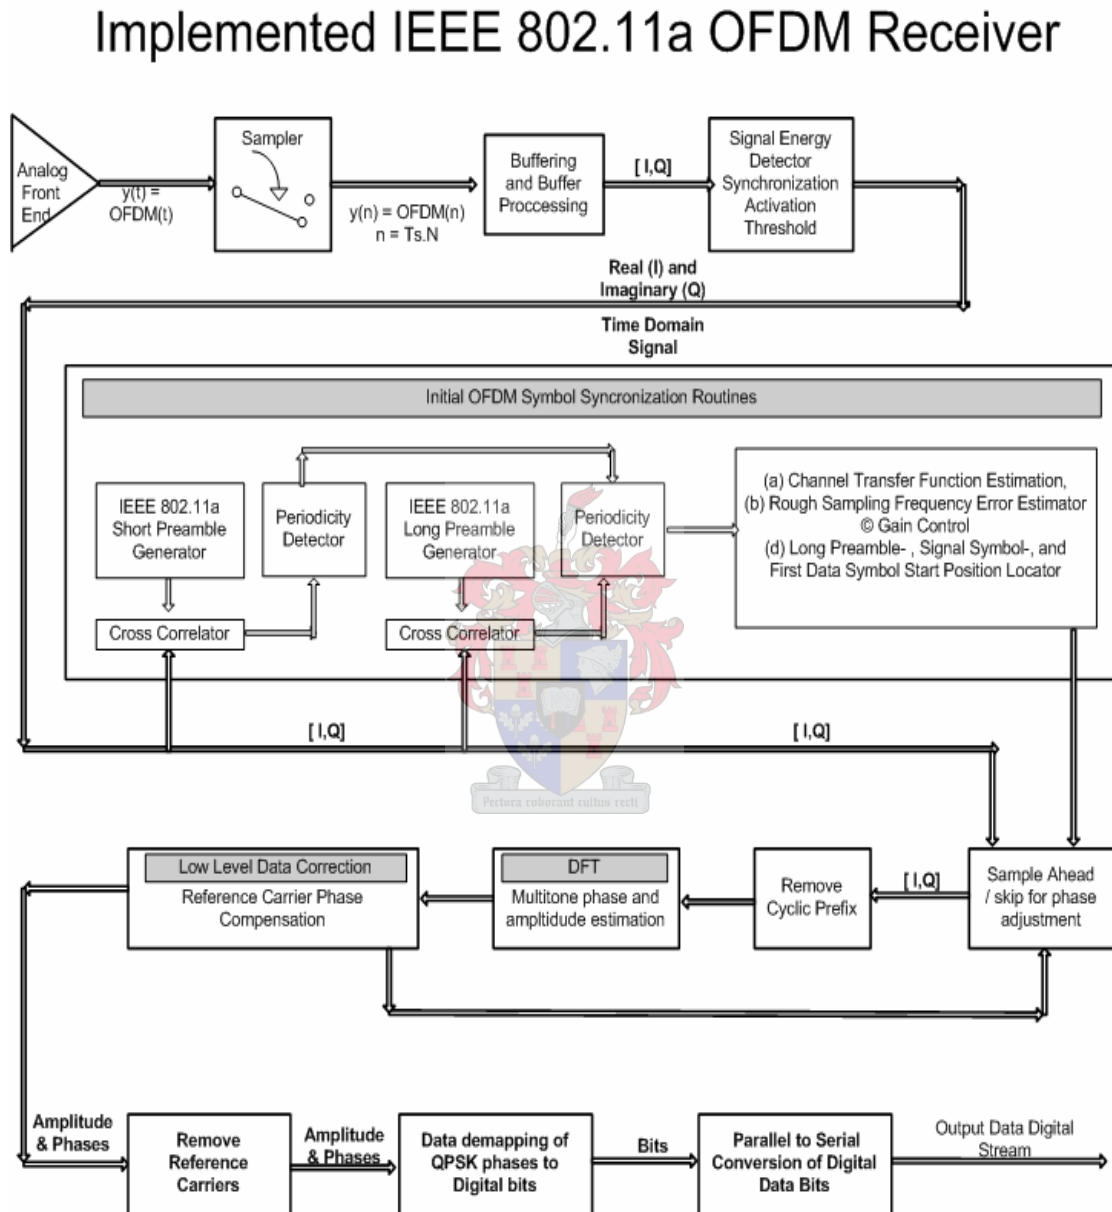 Implemented IEEE 802.11a OFDM Receiver
Analog
Front
End
y(t) =
OFDM(t)
Sampler
y(n) = OFDM(n)
n = Ts.N
Buffering
and Buffer
Proccessing
[ I,Q]
Signal Energy
Detector
Synchronization
Activation
Threshold
Real (I) and
Imaginary (Q)
Time Domain
Signal
Initial OFDM Symbol Syncronization Routines
IEEE 802.11a
Short Preamble
Generator
Periodicity
Detector
IEEE 802.11a
Long Preamble
Generator
Periodicity
Detector
(a) Channel Transfer Function Estimation,
(b) Rough Sampling Frequency Error Estimator
© Gain Control
(d) Long Preamble- , Signal Symbol-, and
First Data Symbol Start Position Locator
Cross Correlator
Cross Correlator
[ I,Q]
[ I,Q]
Pectura roborant cultus recti
Low Level Data Correction
Reference Carrier Phase
Compensation
DFT
Multitone phase and
ampltidude estimation
Remove
Cyclic Prefix
[ I,Q]
Sample Ahead
/ skip for phase
adjustment
Amplitude
& Phases
Remove
Reference
Carriers
Amplitude
& Phases
Data demapping of
QPSK phases to
Digital bits
Bits
Parallel to Serial
Conversion of Digital
Data Bits
Output Data Digital
Stream